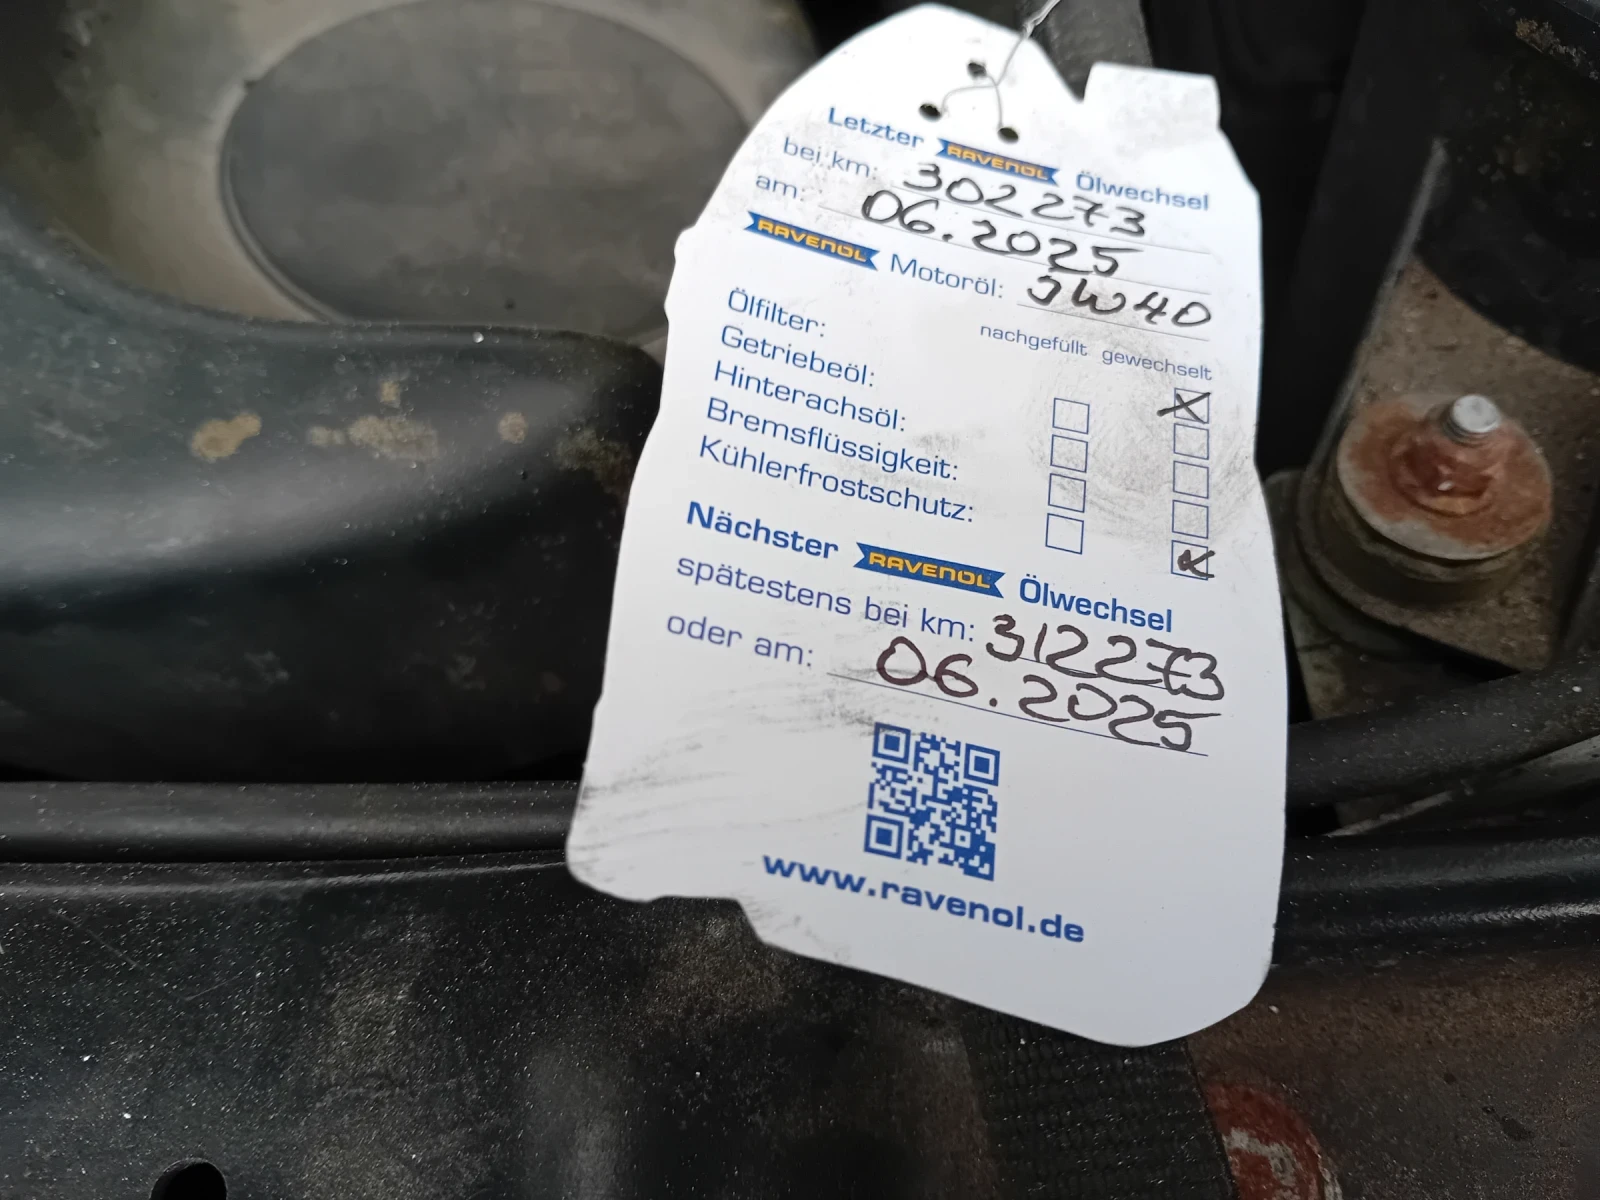 Letzter RAVENOL Ölwechsel
bei km: 302273
am: 06.2025
RAVENOL Motoröl: 5W40
nachgefüllt gewechselt
Ölfilter:
Getriebeöl:
Hinterachsöl:
Bremsflüssigkeit:
Kühlerfrostschutz:
Nächster RAVENOL Ölwechsel
spätestens bei km: 312273
oder am: 06.2025
www.ravenol.de